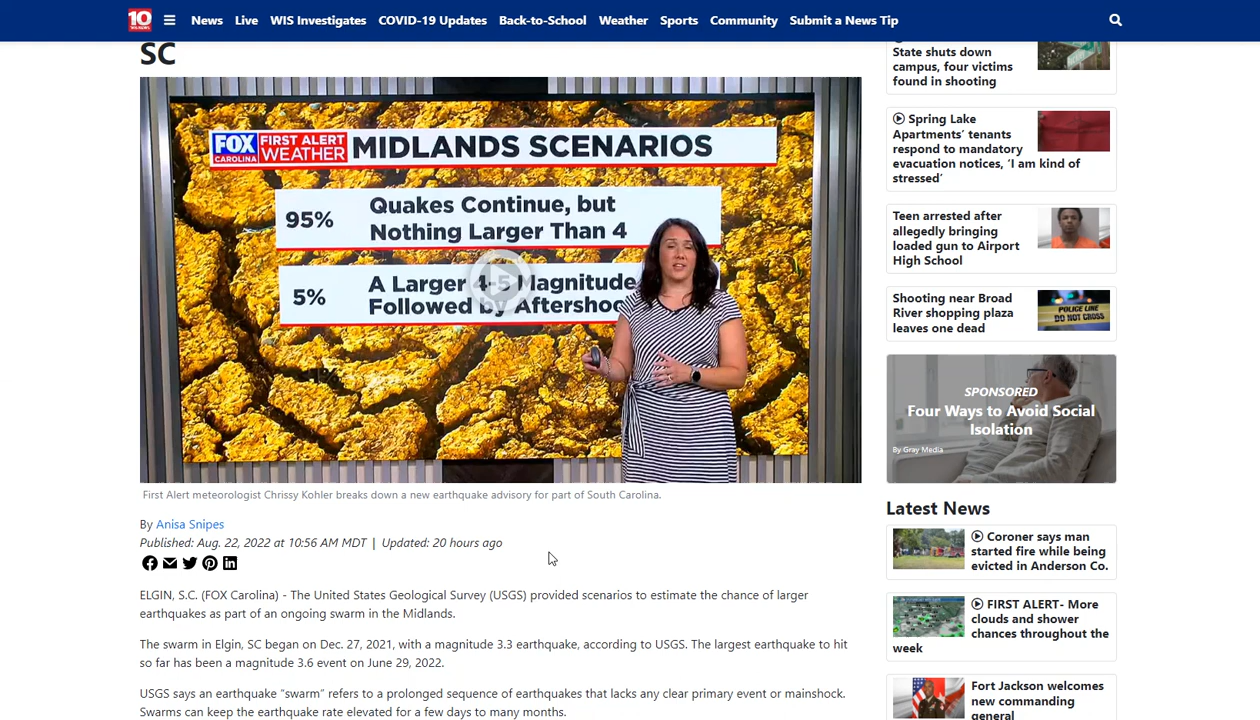 10
WIS NEWS
News
Live
WIS Investigates
COVID-19 Updates
Back-to-School
Weather
Sports
Community
Submit a News Tip
SC
FOX
CAROLINA
FIRST ALERT
WEATHER
MIDLANDS SCENARIOS
95%
Quakes Continue, but
Nothing Larger Than 4
5%
A Larger 4-5 Magnitude
Followed by
First Alert meteorologist Chrissy Kohler breaks down a new earthquake advisory for part of South Carolina.
By Anisa Snipes
Published: Aug. 22, 2022 at 10:56 AM MDT | Updated: 20 hours ago
ELGIN, S.C. (FOX Carolina) - The United States Geological Survey (USGS) provided scenarios to estimate the chance of larger
earthquakes as part of an ongoing swarm in the Midlands.
The swarm in Elgin, SC began on Dec. 27, 2021, with a magnitude 3.3 earthquake, according to USGS. The largest earthquake to hit
so far has been a magnitude 3.6 event on June 29, 2022.
USGS says an earthquake “swarm” refers to a prolonged sequence of earthquakes that lacks any clear primary event or mainshock.
Swarms can keep the earthquake rate elevated for a few days to many months.
State shuts down
campus, four victims
found in shooting
Spring Lake
Apartments’ tenants
respond to mandatory
evacuation notices, ‘I am kind of
stressed’
Teen arrested after
allegedly bringing
loaded gun to Airport
High School
Shooting near Broad
River shopping plaza
leaves one dead
POLICE LINE
DO NOT CROSS
SPONSORED
Four Ways to Avoid Social
Isolation
By Gray Media
Latest News
Coroner says man
started fire while being
evicted in Anderson Co.
FIRST ALERT- More
clouds and shower
chances throughout the
week
Fort Jackson welcomes
new commanding
general